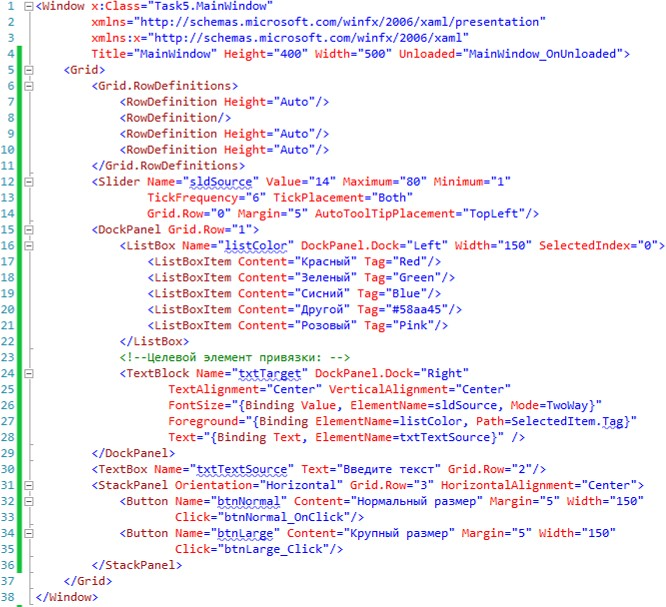 1 <Window x:Class="Task5.MainWindow"
2 xmlns="http://schemas.microsoft.com/winfx/2006/xaml/presentation"
3 xmlns:x="http://schemas.microsoft.com/winfx/2006/xaml"
4 Title="MainWindow" Height="400" Width="500" Unloaded="MainWindow_OnUnloaded">
5 <Grid>
6 <Grid.RowDefinitions>
7 <RowDefinition Height="Auto"/>
8 <RowDefinition/>
9 <RowDefinition Height="Auto"/>
10 <RowDefinition Height="Auto"/>
11 </Grid.RowDefinitions>
12 <Slider Name="sldSource" Value="14" Maximum="80" Minimum="1"
13 TickFrequency="6" TickPlacement="Both"
14 Grid.Row="0" Margin="5" AutoToolTipPlacement="TopLeft"/>
15 <DockPanel Grid.Row="1">
16 <ListBox Name="listColor" DockPanel.Dock="Left" Width="150" SelectedIndex="0">
17 <ListBoxItem Content="Красный" Tag="Red"/>
18 <ListBoxItem Content="Зеленый" Tag="Green"/>
19 <ListBoxItem Content="Сисний" Tag="Blue"/>
20 <ListBoxItem Content="Другой" Tag="#58aa45"/>
21 <ListBoxItem Content="Розовый" Tag="Pink"/>
22 </ListBox>
23 <!--Целевой элемент привязки: -->
24 <TextBlock Name="txtTarget" DockPanel.Dock="Right"
25 TextAlignment="Center" VerticalAlignment="Center"
26 FontSize="{Binding Value, ElementName=sldSource, Mode=TwoWay}"
27 Foreground="{Binding ElementName=listColor, Path=SelectedItem.Tag}"
28 Text="{Binding Text, ElementName=txtTextSource}" />
29 </DockPanel>
30 <TextBox Name="txtTextSource" Text="Введите текст" Grid.Row="2"/>
31 <StackPanel Orientation="Horizontal" Grid.Row="3" HorizontalAlignment="Center">
32 <Button Name="btnNormal" Content="Нормальный размер" Margin="5" Width="150"
33 Click="btnNormal_OnClick"/>
34 <Button Name="btnLarge" Content="Крупный размер" Margin="5" Width="150"
35 Click="btnLarge_Click"/>
36 </StackPanel>
37 </Grid>
38 </Window>